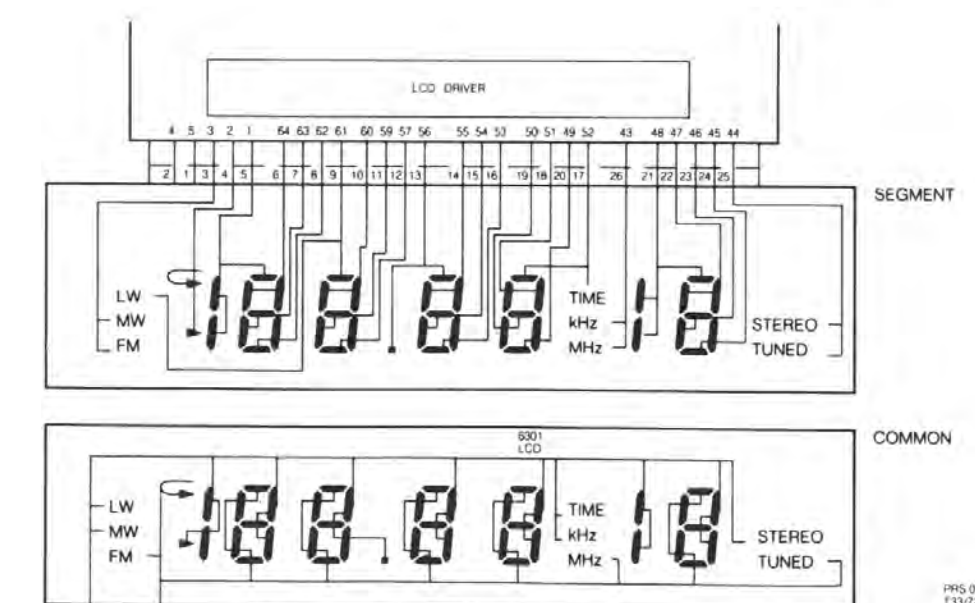 LCD DRIVER
4 5 3 2 1 64 63 62 61 60 59 57 56 55 54 53 50 51 49 52 43 48 47 46 45 44
2 1 3 4 5 6 7 8 9 10 11 12 13 14 15 16 19 18 20 17 26 21 22 23 24 25
SEGMENT
LW
MW
FM
TIME
kHz
MHz
STEREO
TUNED
COMMON
6301
LCD
LW
MW
FM
TIME
kHz
MHz
STEREO
TUNED